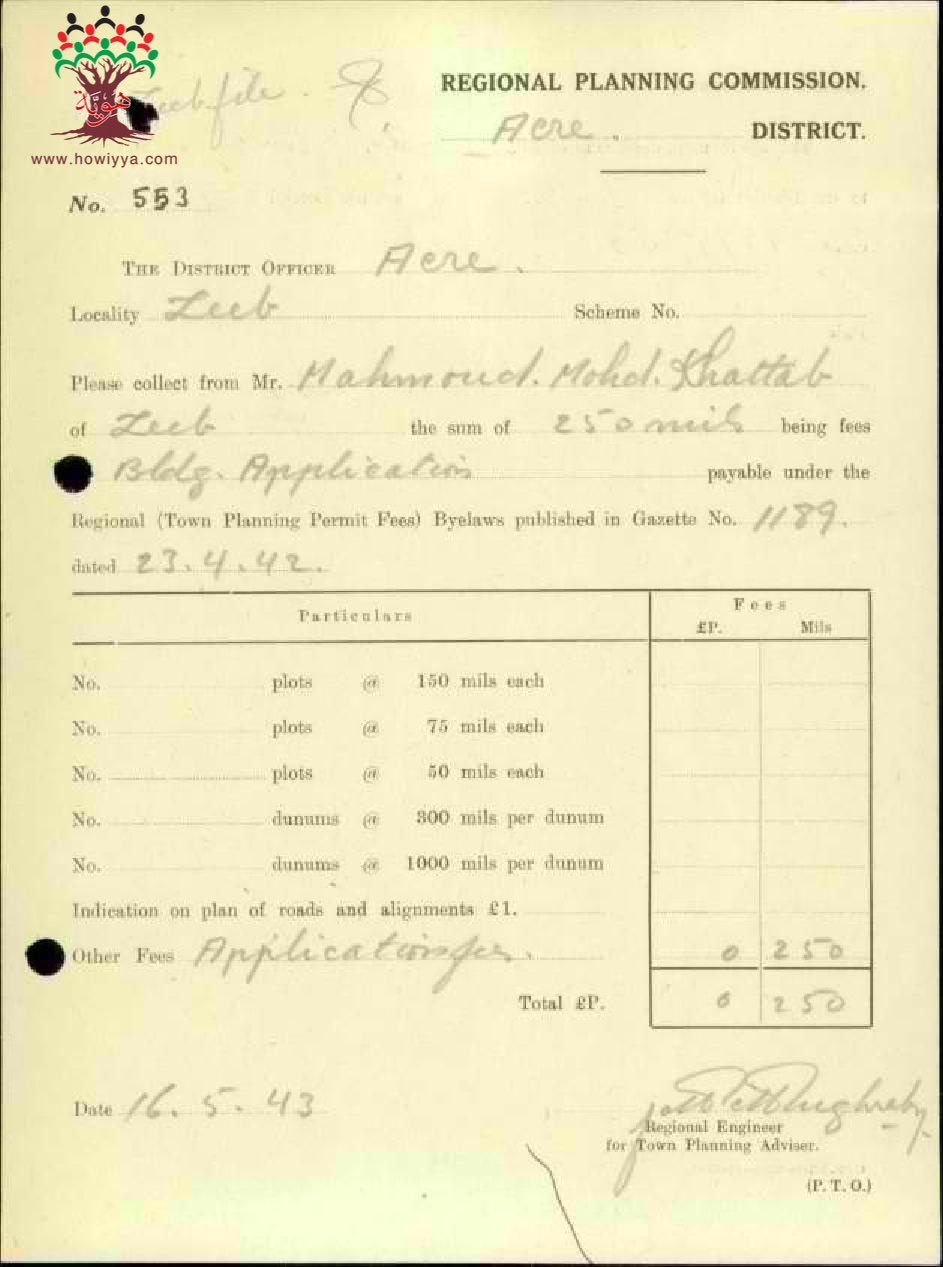 Zeeb file.
هوية
www.howiyya.com
REGIONAL PLANNING COMMISSION.
Acre. DISTRICT.
No. 553
THE DISTRICT OFFICER Acre.
Locality Zeeb Scheme No.
Please collect from Mr. Mahmoud. Mohd. Khattab
of Zeeb the sum of 250 mils being fees
Bldg. Application payable under the
Regional (Town Planning Permit Fees) Byelaws published in Gazette No. 1189.
dated 23.4.42.
Particulars Fees
£P. Mils
No. plots @ 150 mils each
No. plots @ 75 mils each
No. plots @ 50 mils each
No. dunums @ 300 mils per dunum
No. dunums @ 1000 mils per dunum
Indication on plan of roads and alignments £1.
Other Fees Application fee. 0 250
Total £P. 0 250
Date 16.5.43
Regional Engineer
for Town Planning Adviser.
(P. T. O.)